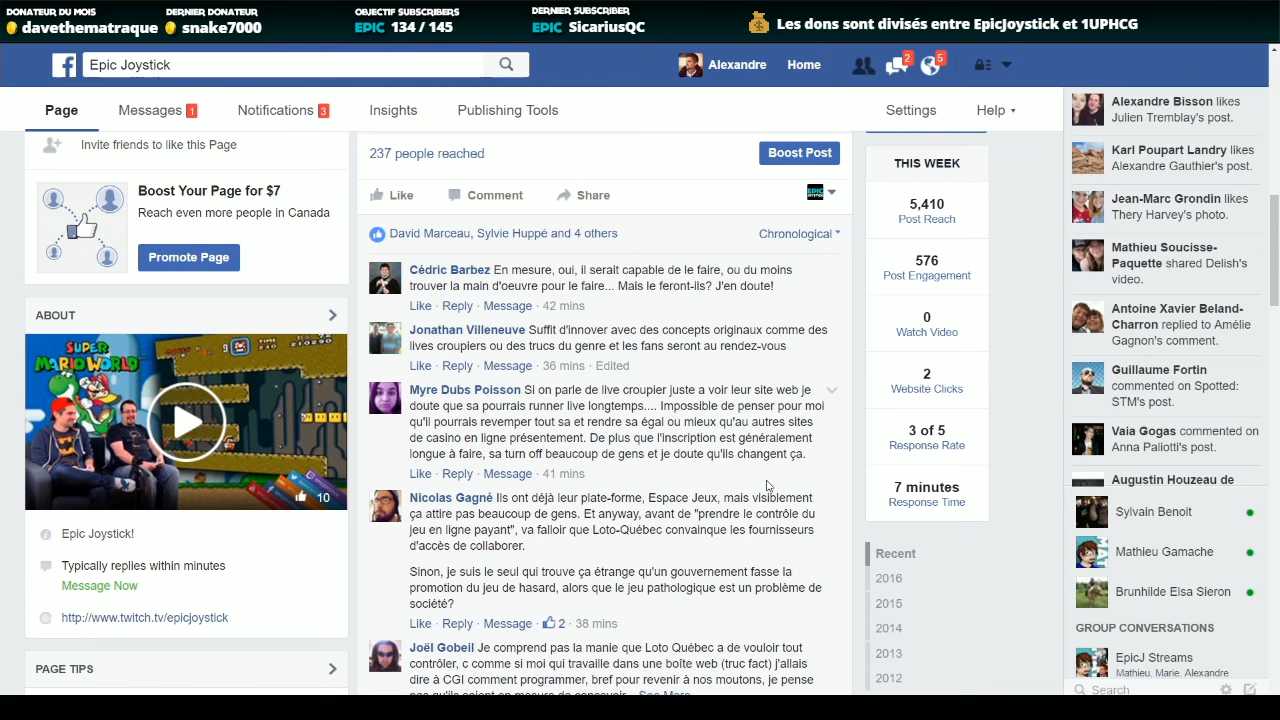 DONATEUR DU MOIS
davethematraque
DERNIER DONATEUR
snake7000
OBJECTIF SUBSCRIBERS
EPIC 134 / 145
DERNIER SUBSCRIBER
EPIC SicariusQC
Les dons sont divisés entre EpicJoystick et 1UPHCG
Epic Joystick
Alexandre
Home
2
5
Page
Messages 1
Notifications 3
Insights
Publishing Tools
Settings
Help
Invite friends to like this Page
Boost Your Page for $7
Reach even more people in Canada
Promote Page
ABOUT
SUPER
MARIO WORLD
10
Epic Joystick!
Typically replies within minutes
Message Now
http://www.twitch.tv/epicjoystick
PAGE TIPS
237 people reached
Boost Post
Like
Comment
Share
EPIC
David Marceau, Sylvie Huppé and 4 others
Chronological
Cédric Barbez En mesure, oui, il serait capable de le faire, ou du moins
trouver la main d'oeuvre pour le faire... Mais le feront-ils? J'en doute!
Like · Reply · Message · 42 mins
Jonathan Villeneuve Suffit d'innover avec des concepts originaux comme des
lives croupiers ou des trucs du genre et les fans seront au rendez-vous
Like · Reply · Message · 36 mins · Edited
Myre Dubs Poisson Si on parle de live croupier juste a voir leur site web je
doute que sa pourrais runner live longtemps.... Impossible de penser pour moi
qu'il pourrais revemper tout sa et rendre sa égal ou mieux qu'au autres sites
de casino en ligne présentement. De plus que l'inscription est généralement
longue à faire, sa turn off beaucoup de gens et je doute qu'ils changent ça.
Like · Reply · Message · 41 mins
Nicolas Gagné Ils ont déjà leur plate-forme, Espace Jeux, mais visiblement
ça attire pas beaucoup de gens. Et anyway, avant de "prendre le contrôle du
jeu en ligne payant", va falloir que Loto-Québec convainque les fournisseurs
d'accès de collaborer.
Sinon, je suis le seul qui trouve ça étrange qu'un gouvernement fasse la
promotion du jeu de hasard, alors que le jeu pathologique est un problème de
société?
Like · Reply · Message · 2 · 38 mins
Joël Gobeil Je comprend pas la manie que Loto Québec a de vouloir tout
contrôler, c comme si moi qui travaille dans une boîte web (truc fact) j'allais
dire à CGI comment programmer, bref pour revenir à nos moutons, je pense
THIS WEEK
5,410
Post Reach
576
Post Engagement
0
Watch Video
2
Website Clicks
3 of 5
Response Rate
7 minutes
Response Time
Recent
2016
2015
2014
2013
2012
Alexandre Bisson likes
Julien Tremblay's post.
Karl Poupart Landry likes
Alexandre Gauthier's post.
Jean-Marc Grondin likes
Thery Harvey's photo.
Mathieu Soucisse-
Paquette shared Delish's
video.
Antoine Xavier Beland-
Charron replied to Amélie
Gagnon's comment.
Guillaume Fortin
commented on Spotted:
STM's post.
Vaia Gogas commented on
Anna Paliotti's post.
Augustin Houzeau de
Sylvain Benoit
Mathieu Gamache
Brunhilde Elsa Sieron
GROUP CONVERSATIONS
EpicJ Streams
Mathieu, Marie, Alexandre
Search